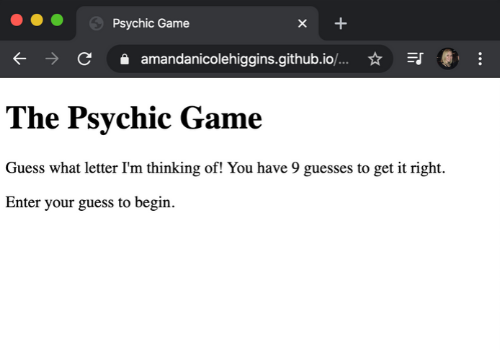 Psychic Game
amandanicolehiggins.github.io/...
The Psychic Game
Guess what letter I'm thinking of! You have 9 guesses to get it right.
Enter your guess to begin.